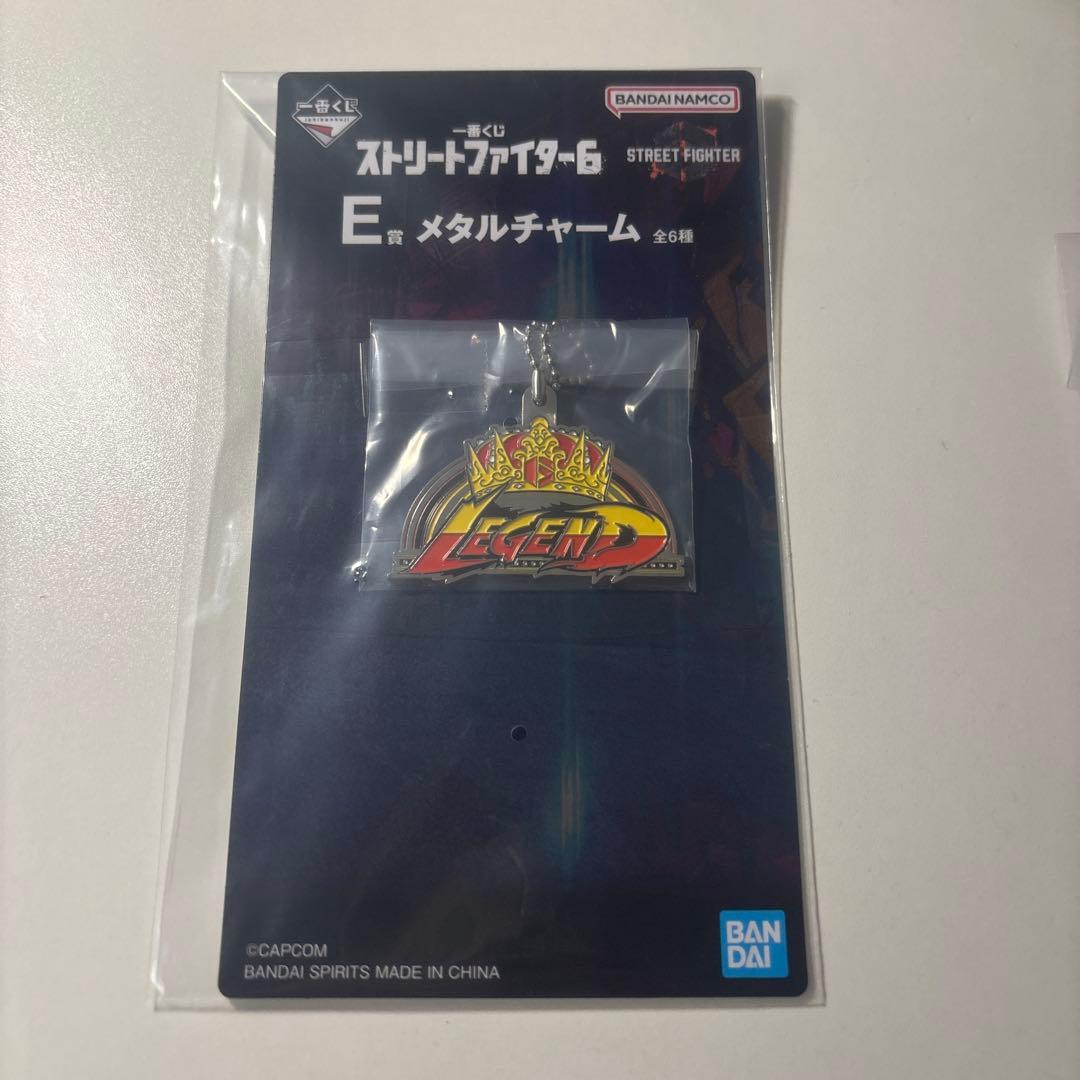 一番くじ
ichibankuji
BANDAI NAMCO
一番くじ
ストリートファイター6
STREET FIGHTER
E賞 メタルチャーム 全6種
LEGEND
©CAPCOM
BANDAI SPIRITS MADE IN CHINA
BAN
DAI